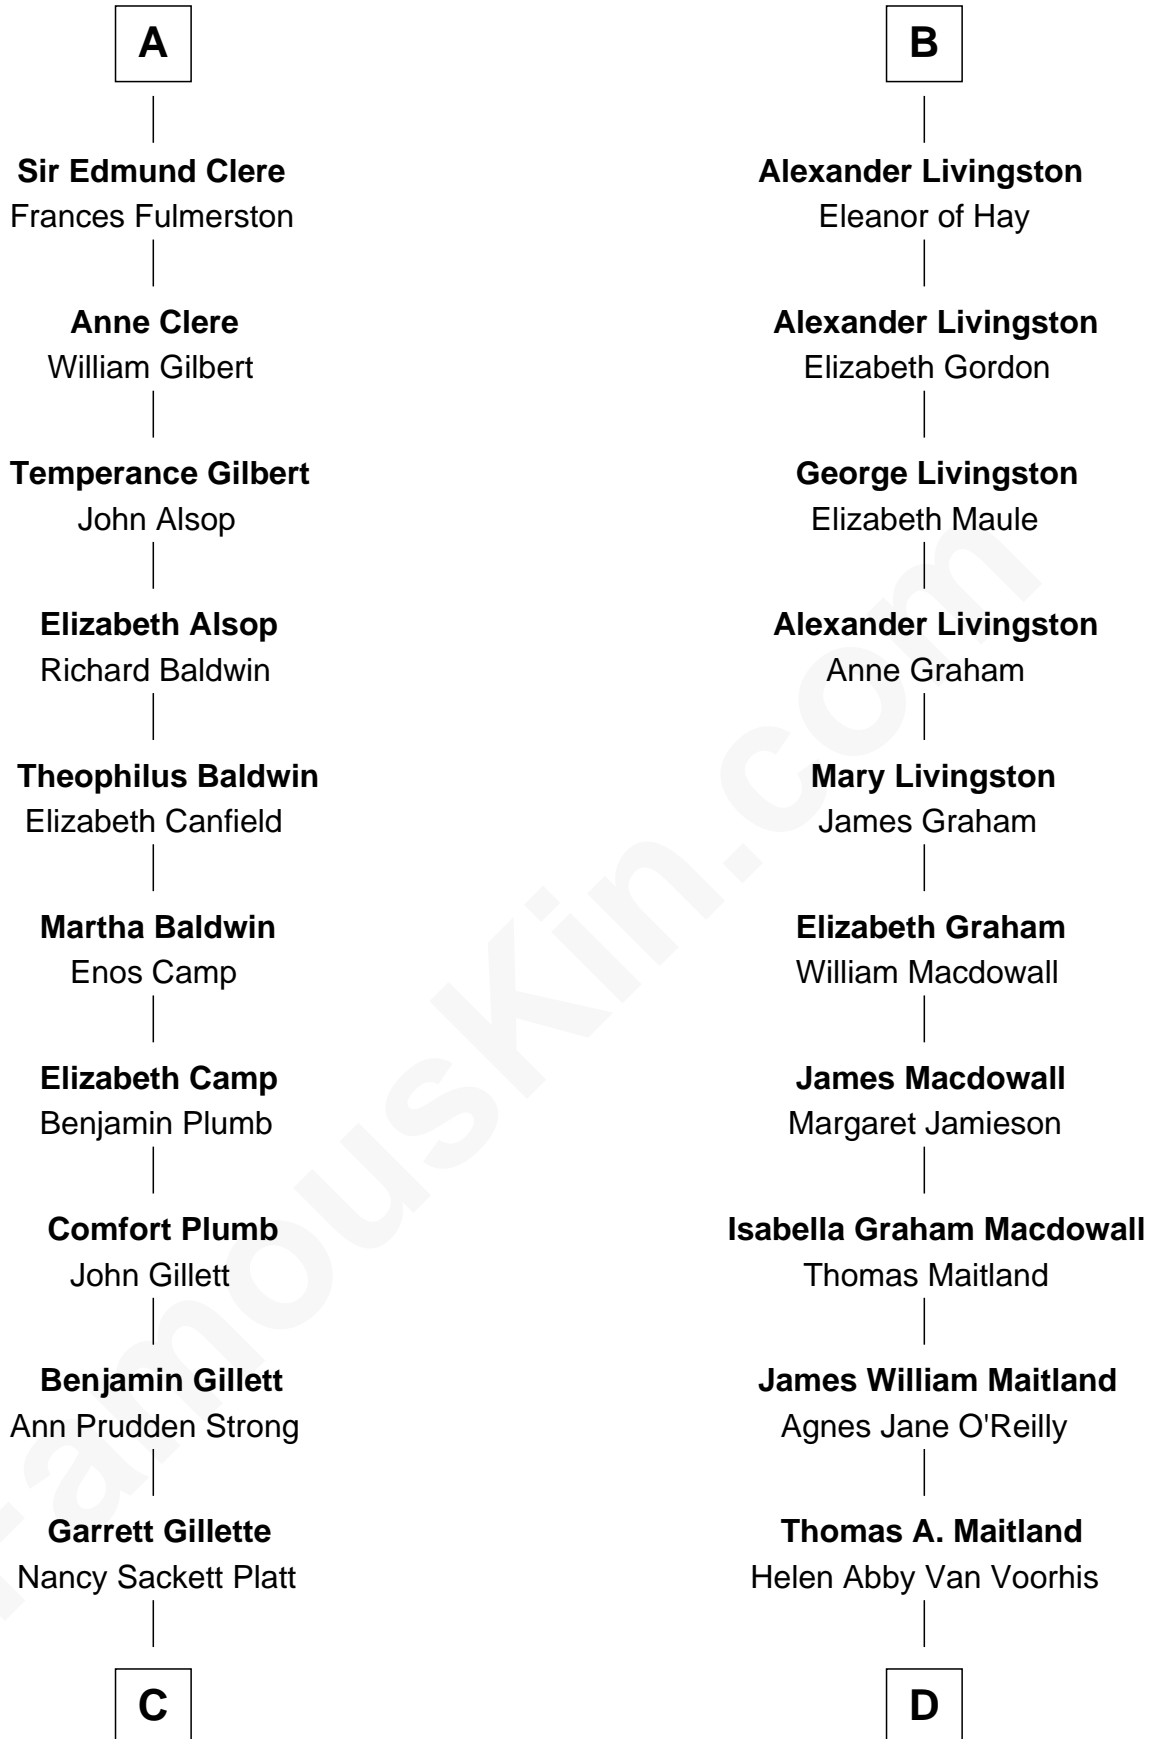 A
Sir Edmund Clere
Frances Fulmerston
Anne Clere
William Gilbert
Temperance Gilbert
John Alsop
Elizabeth Alsop
Richard Baldwin
Theophilus Baldwin
Elizabeth Canfield
Martha Baldwin
Enos Camp
Elizabeth Camp
Benjamin Plumb
Comfort Plumb
John Gillett
Benjamin Gillett
Ann Prudden Strong
Garrett Gillette
Nancy Sackett Platt
C
B
Alexander Livingston
Eleanor of Hay
Alexander Livingston
Elizabeth Gordon
George Livingston
Elizabeth Maule
Alexander Livingston
Anne Graham
Mary Livingston
James Graham
Elizabeth Graham
William Macdowall
James Macdowall
Margaret Jamieson
Isabella Graham Macdowall
Thomas Maitland
James William Maitland
Agnes Jane O'Reilly
Thomas A. Maitland
Helen Abby Van Voorhis
D
FamousKin.com